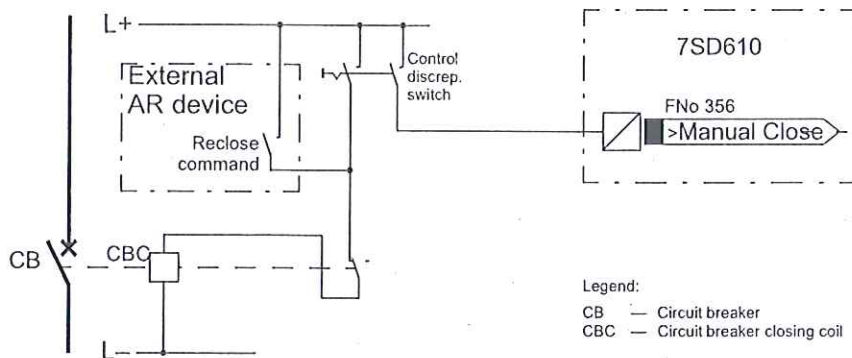 L+
External
AR device
Reclose
command
Control
discrep.
switch
7SD610
FNo 356
>Manual Close
CB
CBC
L–
Legend:
CB — Circuit breaker
CBC — Circuit breaker closing coil